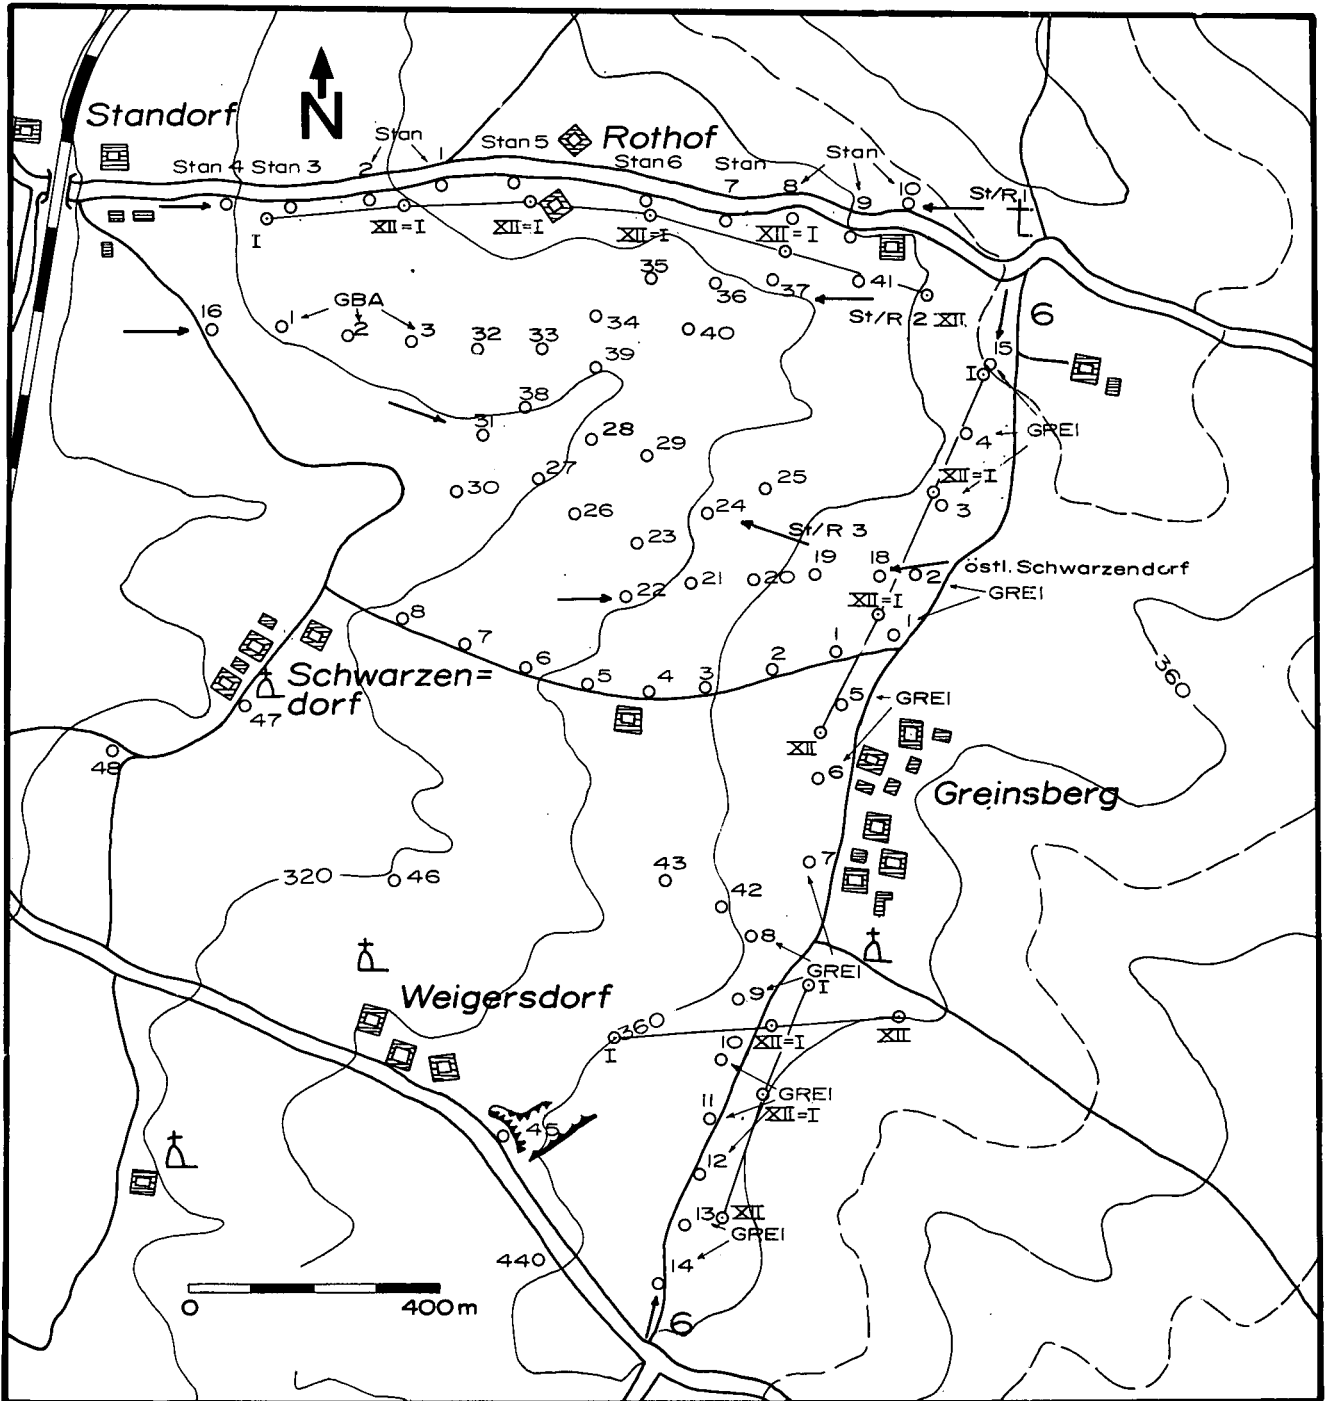 N
Standorf
Rothof
Stan 4 Stan 3
2
Stan
1
Stan 5
Stan 6
Stan
7
8
Stan
9
10
St/R 1
I
XII=I
XII=I
XII=I
XII=I
41
XII
St/R 2
6
35
36
37
16
1
GBA
2
3
32
33
34
40
39
15
I
38
31
28
29
4
GREI
XII=I
3
30
27
26
25
24
23
St/R 3
19
18
östl. Schwarzendorf
2
GREI
22
21
20
XII=I
1
8
7
6
5
4
3
2
1
Schwarzen=
dorf
47
48
5
GREI
XII
6
Greinsberg
320
46
43
42
7
8
GREI
I
9
360
360
Weigersdorf
I
10
XII=I
XII
GREI
XII=I
11
45
12
13
XII
GREI
14
44
0
400m
6